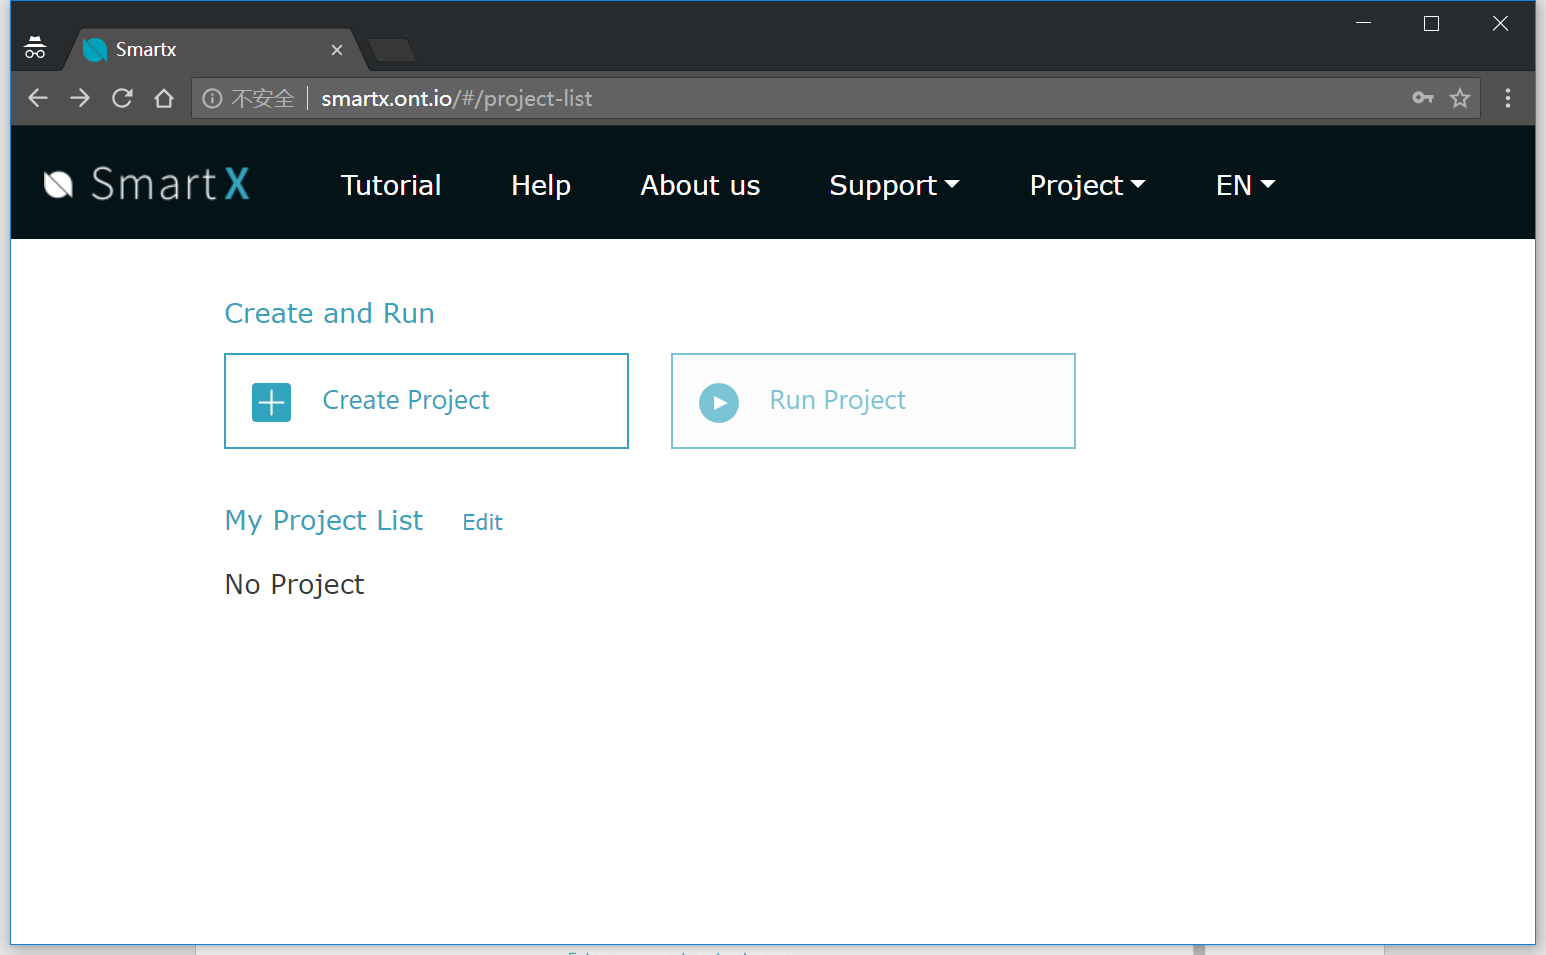 Smartx
不安全 smartx.ont.io/#/project-list
SmartX Tutorial Help About us Support Project EN
Create and Run
Create Project Run Project
My Project List Edit
No Project